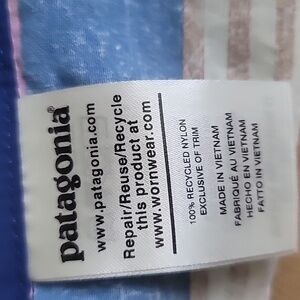 patagonia®
www.patagonia.com
Repair/Reuse/Recycle
this product at
www.wornwear.com
100% RECYCLED NYLON
EXCLUSIVE OF TRIM
MADE IN VIETNAM
FABRIQUÉ AU VIETNAM
HECHO EN VIETNAM
FATTO IN VIETNAM